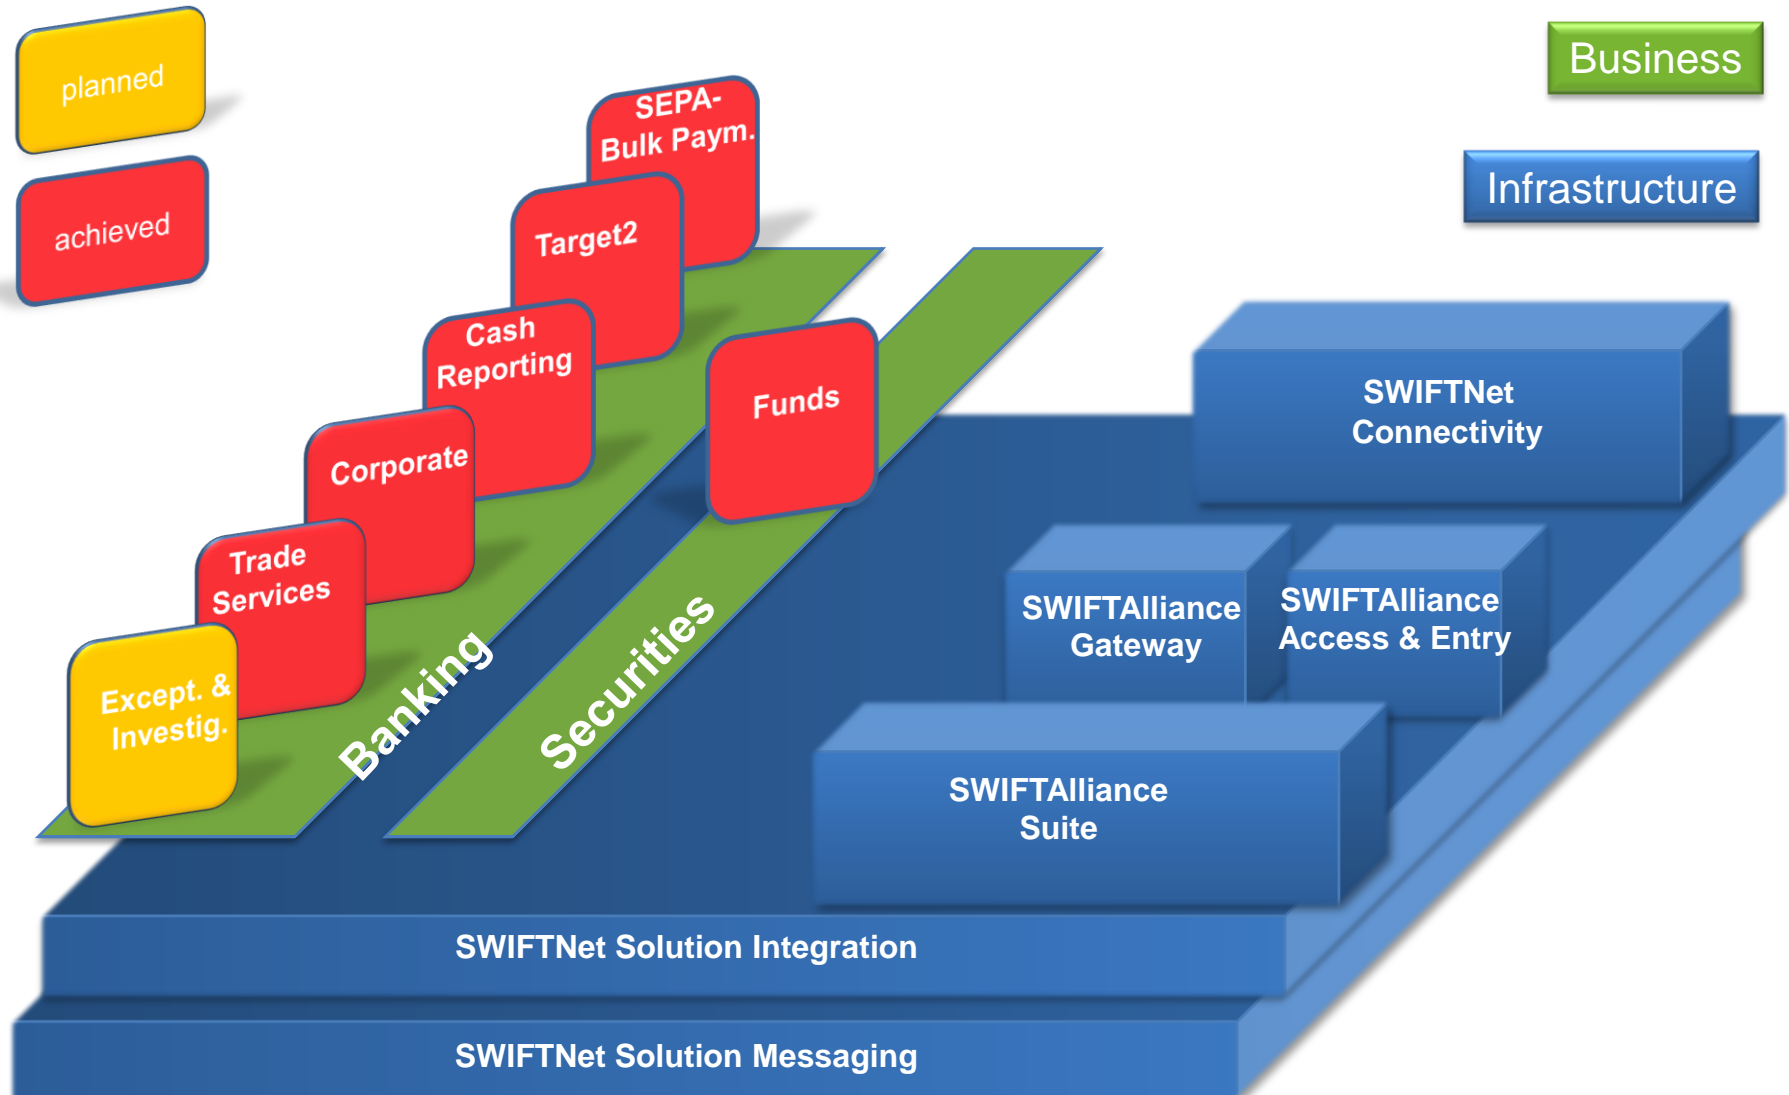 planned
achieved
Business
Infrastructure
SEPA-
Bulk Paym.
Target2
Cash
Reporting
Corporate
Trade
Services
Except. &
Investig.
Funds
Banking
Securities
SWIFTNet
Connectivity
SWIFTAlliance
Gateway
SWIFTAlliance
Access & Entry
SWIFTAlliance
Suite
SWIFTNet Solution Integration
SWIFTNet Solution Messaging